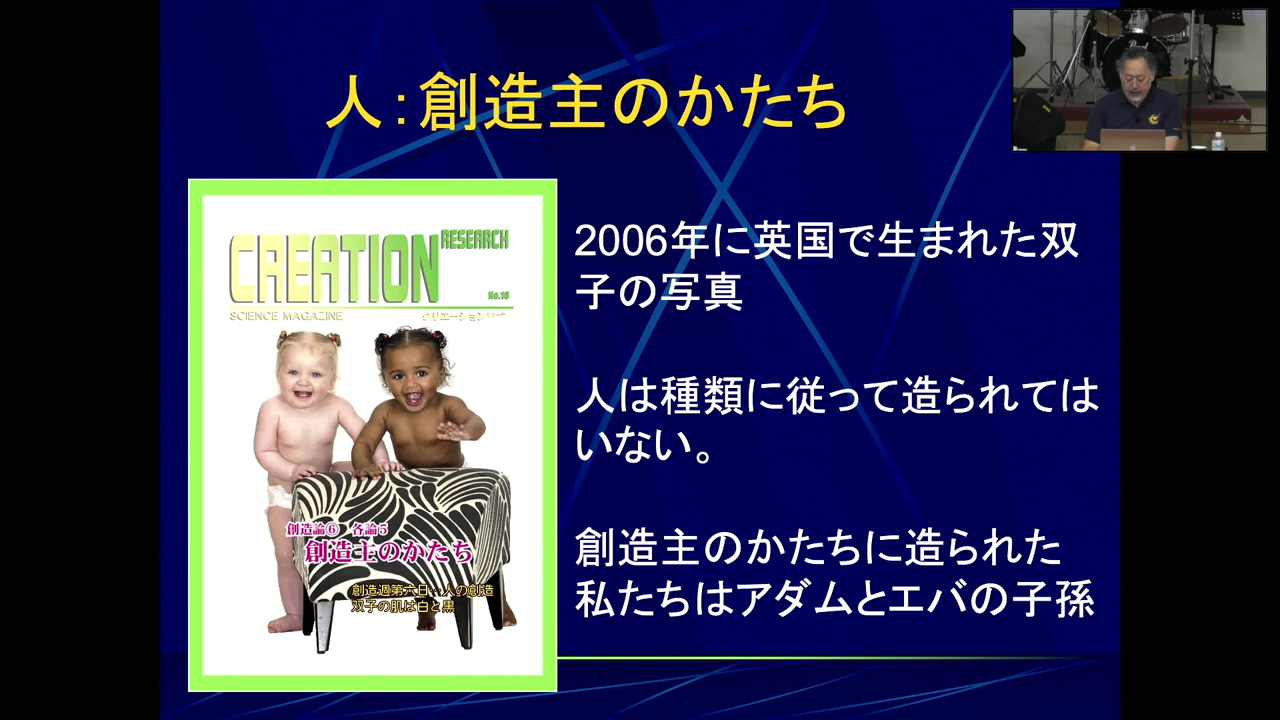 人：創造主のかたち
CREATION
RESEARCH
No.16
SCIENCE MAGAZINE
クリエーション
創造論⑥ 各論5
創造主のかたち
創造週第六日…人の創造
双子の肌は白と黒
2006年に英国で生まれた双
子の写真
人は種類に従って造られては
いない。
創造主のかたちに造られた
私たちはアダムとエバの子孫